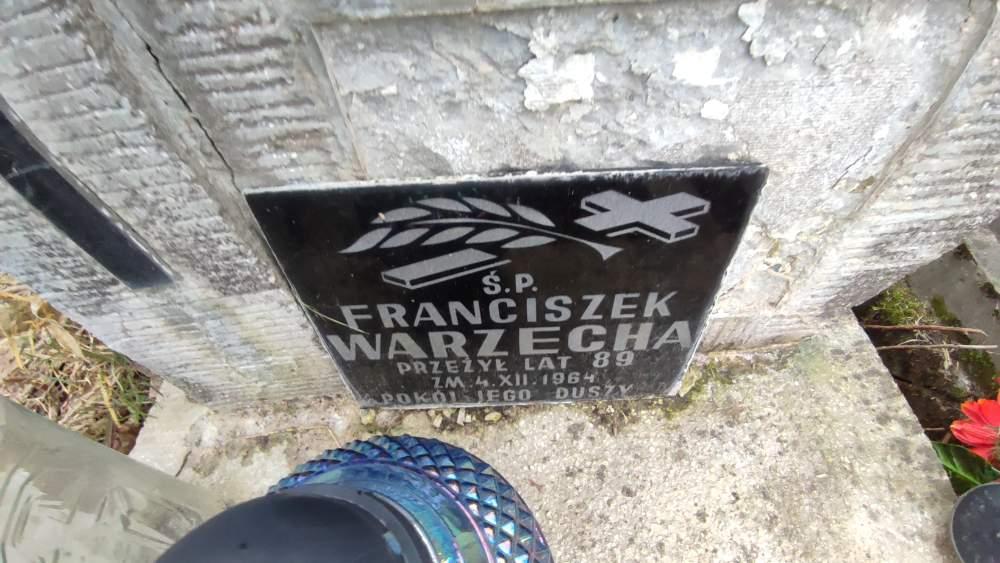 Ś.P.
FRANCISZEK
WARZECHA
PRZEŻYŁ LAT 89
ZM. 4.XII.1964
POKÓJ JEGO DUSZY